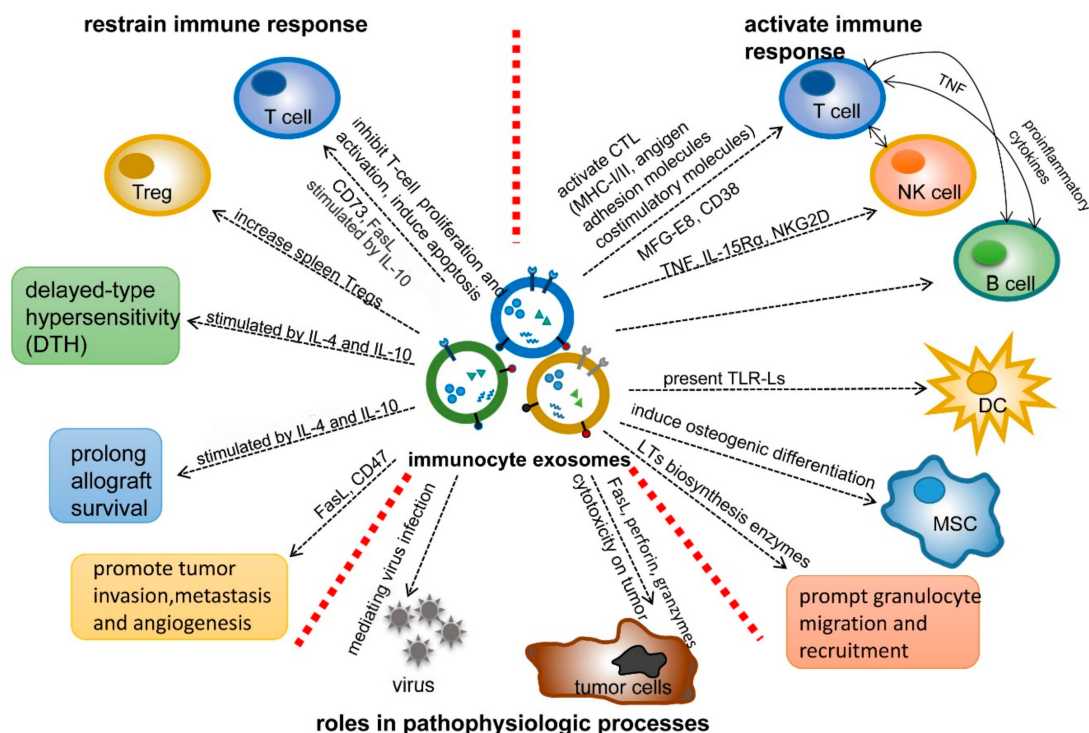 restrain immune response
activate immune
response
T cell
inhibit T-cell proliferation and
activation, induce apoptosis
CD73, FasL
stimulated by IL-10
Treg
increase spleen Tregs
delayed-type
hypersensitivity
(DTH)
stimulated by IL-4 and IL-10
prolong
allograft
survival
stimulated by IL-4 and IL-10
promote tumor
invasion,metastasis
and angiogenesis
FasL, CD47
immunocyte exosomes
T cell
TNF
proinflammatory
cytokines
activate CTL
(MHC-I/II, angigen
adhesion molecules
costimulatory molecules)
MFG-E8, CD38
NK cell
TNF, IL-15Rα, NKG2D
B cell
present TLR-Ls
DC
induce osteogenic differentiation
MSC
LTs biosynthesis enzymes
prompt granulocyte
migration and
recruitment
mediating virus infection
virus
FasL, perforin, granzymes
cytotoxicity on tumor
tumor cells
roles in pathophysiologic processes